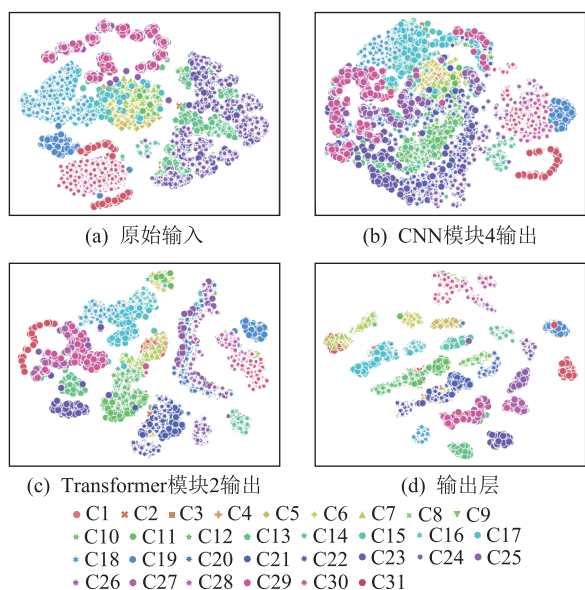 (a) 原始输入
(b) CNN模块4输出
(c) Transformer模块2输出
(d) 输出层
C1 C2 C3 C4 C5 C6 C7 C8 C9
C10 C11 C12 C13 C14 C15 C16 C17
C18 C19 C20 C21 C22 C23 C24 C25
C26 C27 C28 C29 C30 C31